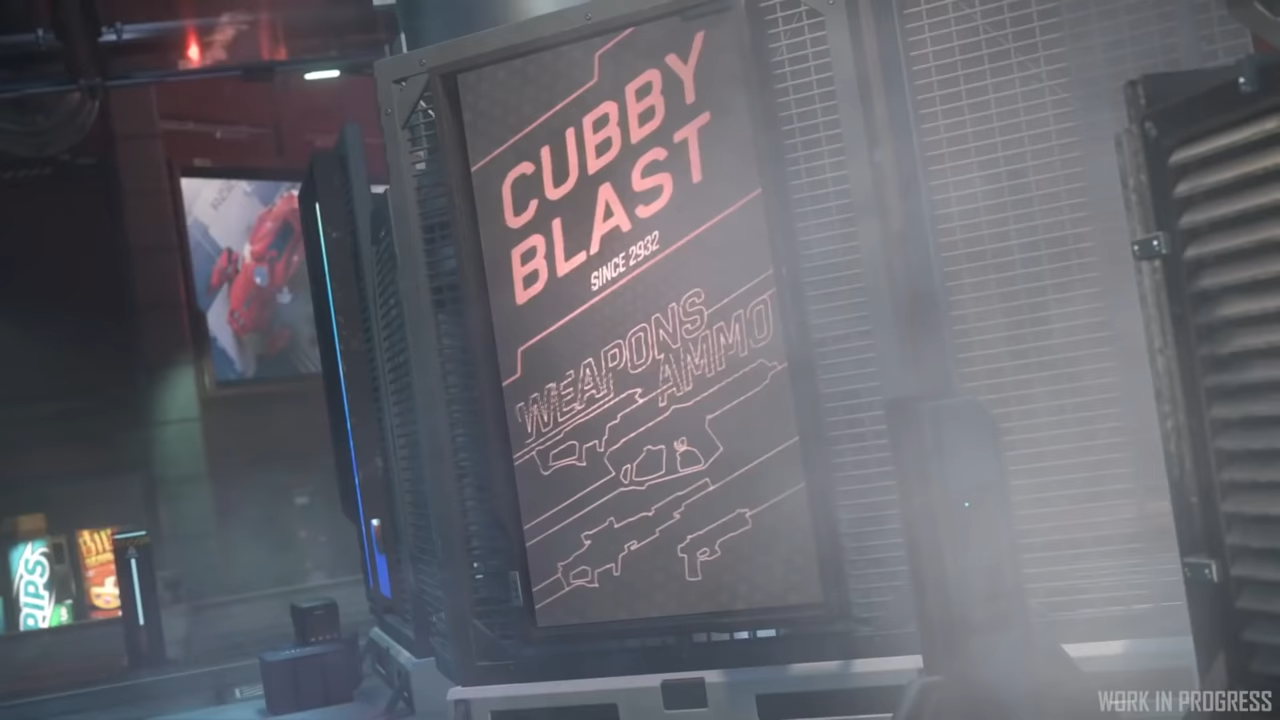 CUBBY
BLAST
SINCE 2932
WEAPONS
AMMO
PIPS
WORK IN PROGRESS